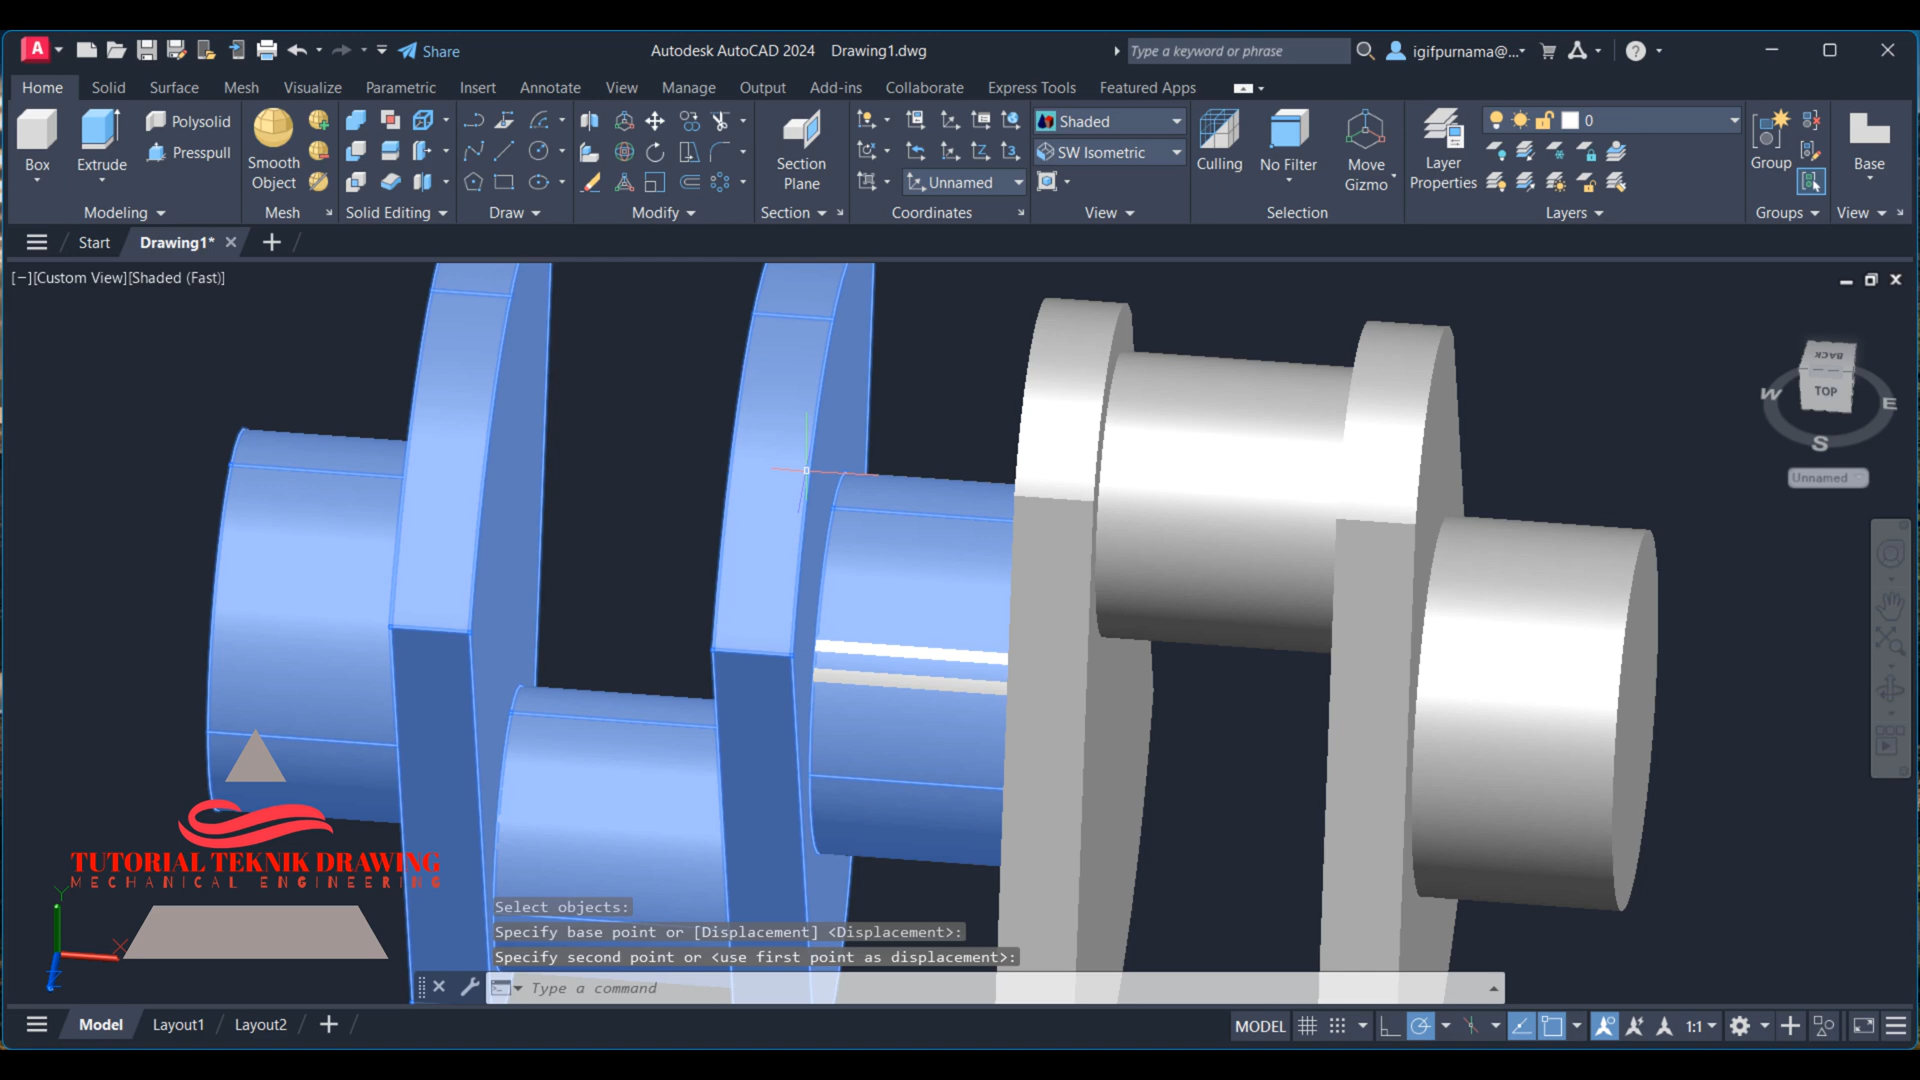 A Share Autodesk AutoCAD 2024 Drawing1.dwg Type a keyword or phrase igifpurnama@...
Home Solid Surface Mesh Visualize Parametric Insert Annotate View Manage Output Add-ins Collaborate Express Tools Featured Apps
Box
Extrude
Polysolid
Presspull
Smooth
Object
Section
Plane
Unnamed
Shaded
SW Isometric
Culling
No Filter
Move
Gizmo
Layer
Properties
0
Group
Base
Modeling Mesh Solid Editing Draw Modify Section Coordinates View Selection Layers Groups View
Start Drawing1*
[−][Custom View][Shaded (Fast)]
BACK
TOP
W
E
S
Unnamed
TUTORIAL TEKNIK DRAWING
MECHANICAL ENGINEERING
Y
X
Z
Select objects:
Specify base point or [Displacement] <Displacement>:
Specify second point or <use first point as displacement>:
Type a command
Model Layout1 Layout2
MODEL 1:1